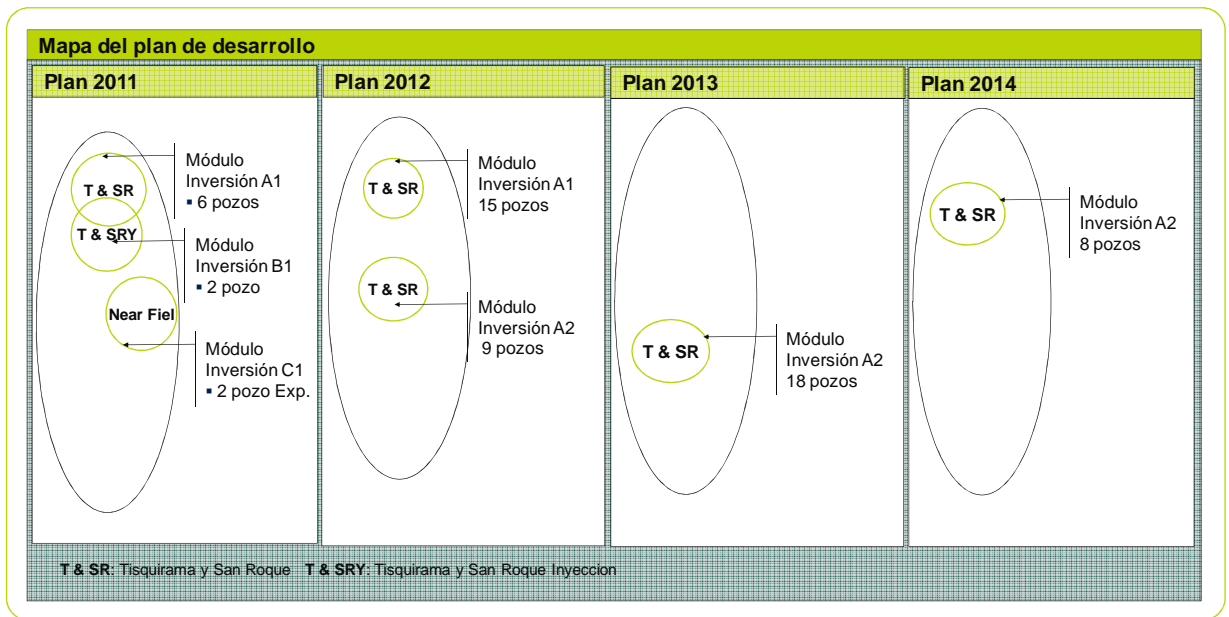 Mapa del plan de desarrollo
Plan 2011
T & SR
T & SRY
Near Fiel
Módulo
Inversión A1
▪ 6 pozos
Módulo
Inversión B1
▪ 2 pozo
Módulo
Inversión C1
▪ 2 pozo Exp.
Plan 2012
T & SR
T & SR
Módulo
Inversión A1
15 pozos
Módulo
Inversión A2
9 pozos
Plan 2013
T & SR
Módulo
Inversión A2
18 pozos
Plan 2014
T & SR
Módulo
Inversión A2
8 pozos
T & SR: Tisquirama y San Roque T & SRY: Tisquirama y San Roque Inyeccion